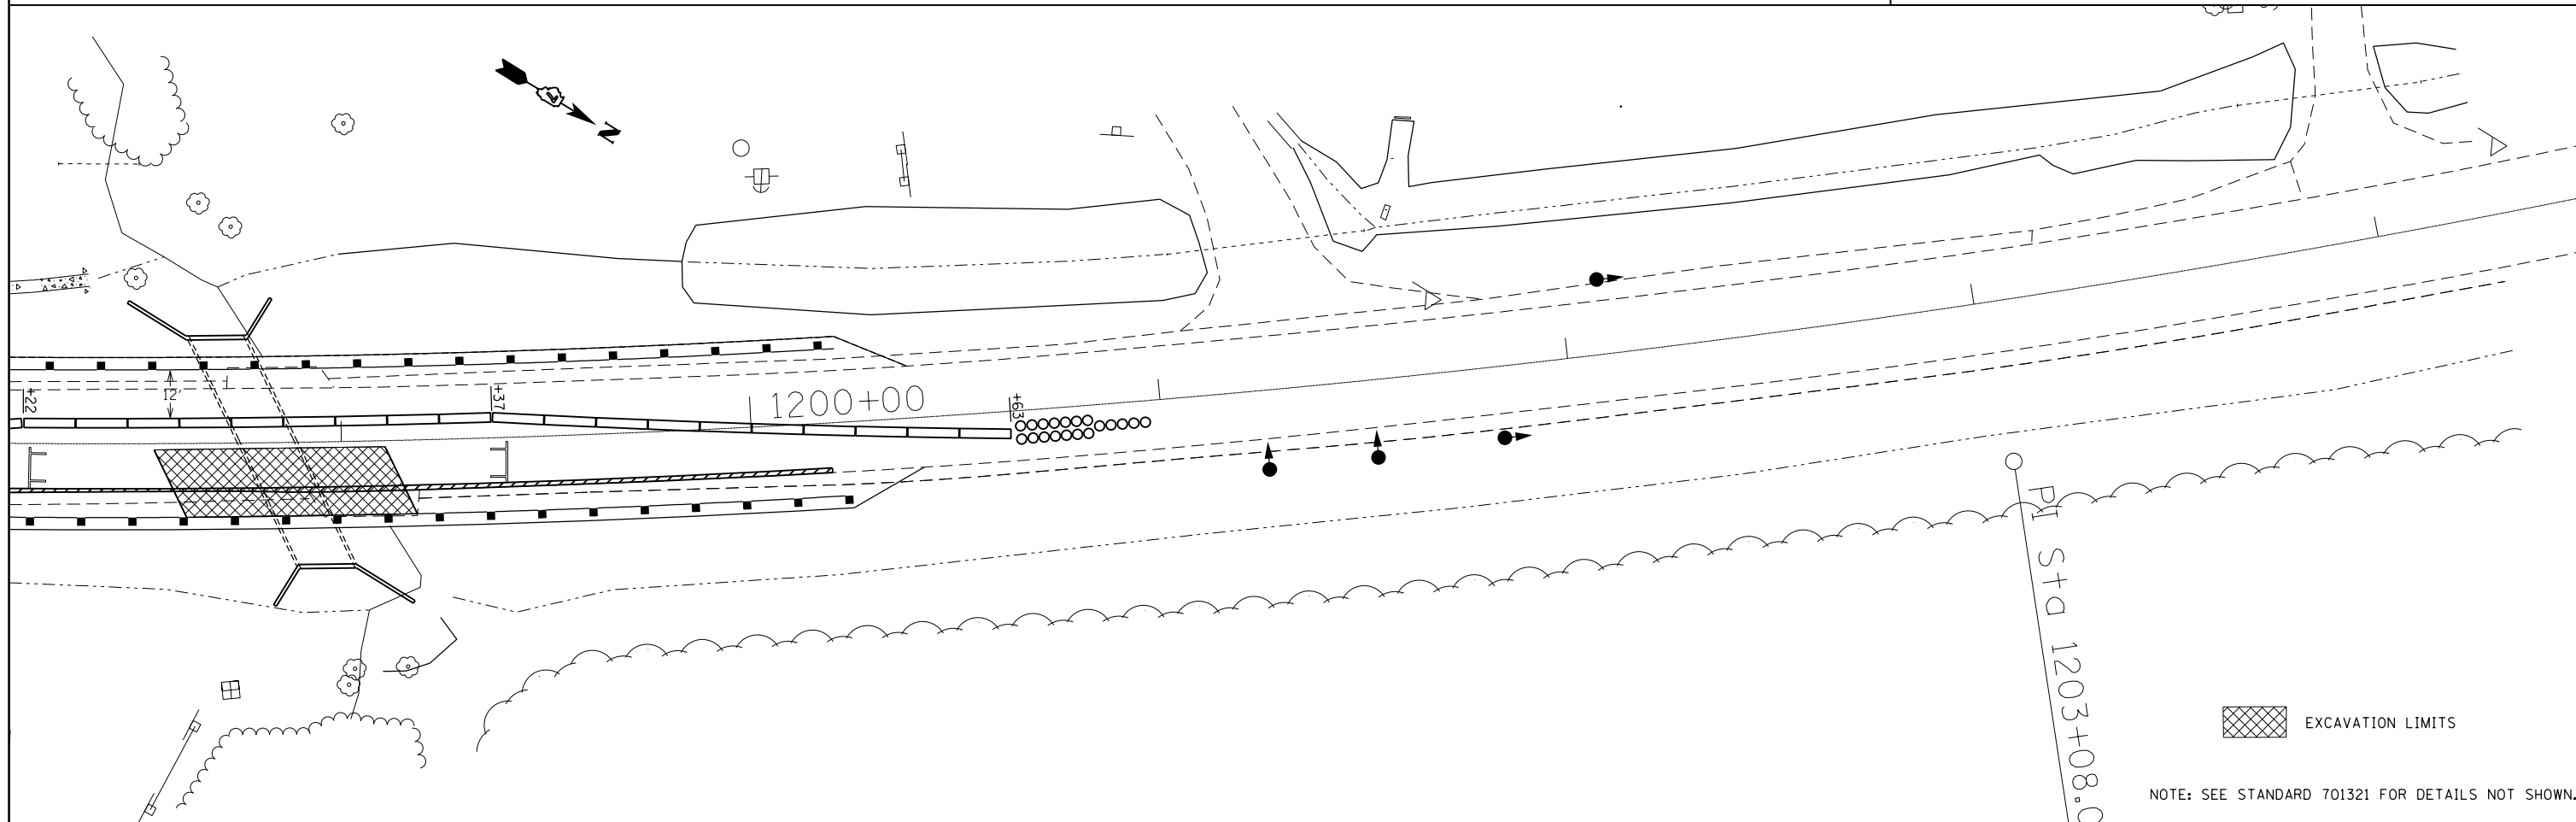 N
12'
+22
+37
1200+00
+63
PI Sta 1203+08.0
EXCAVATION LIMITS
NOTE: SEE STANDARD 701321 FOR DETAILS NOT SHOWN.